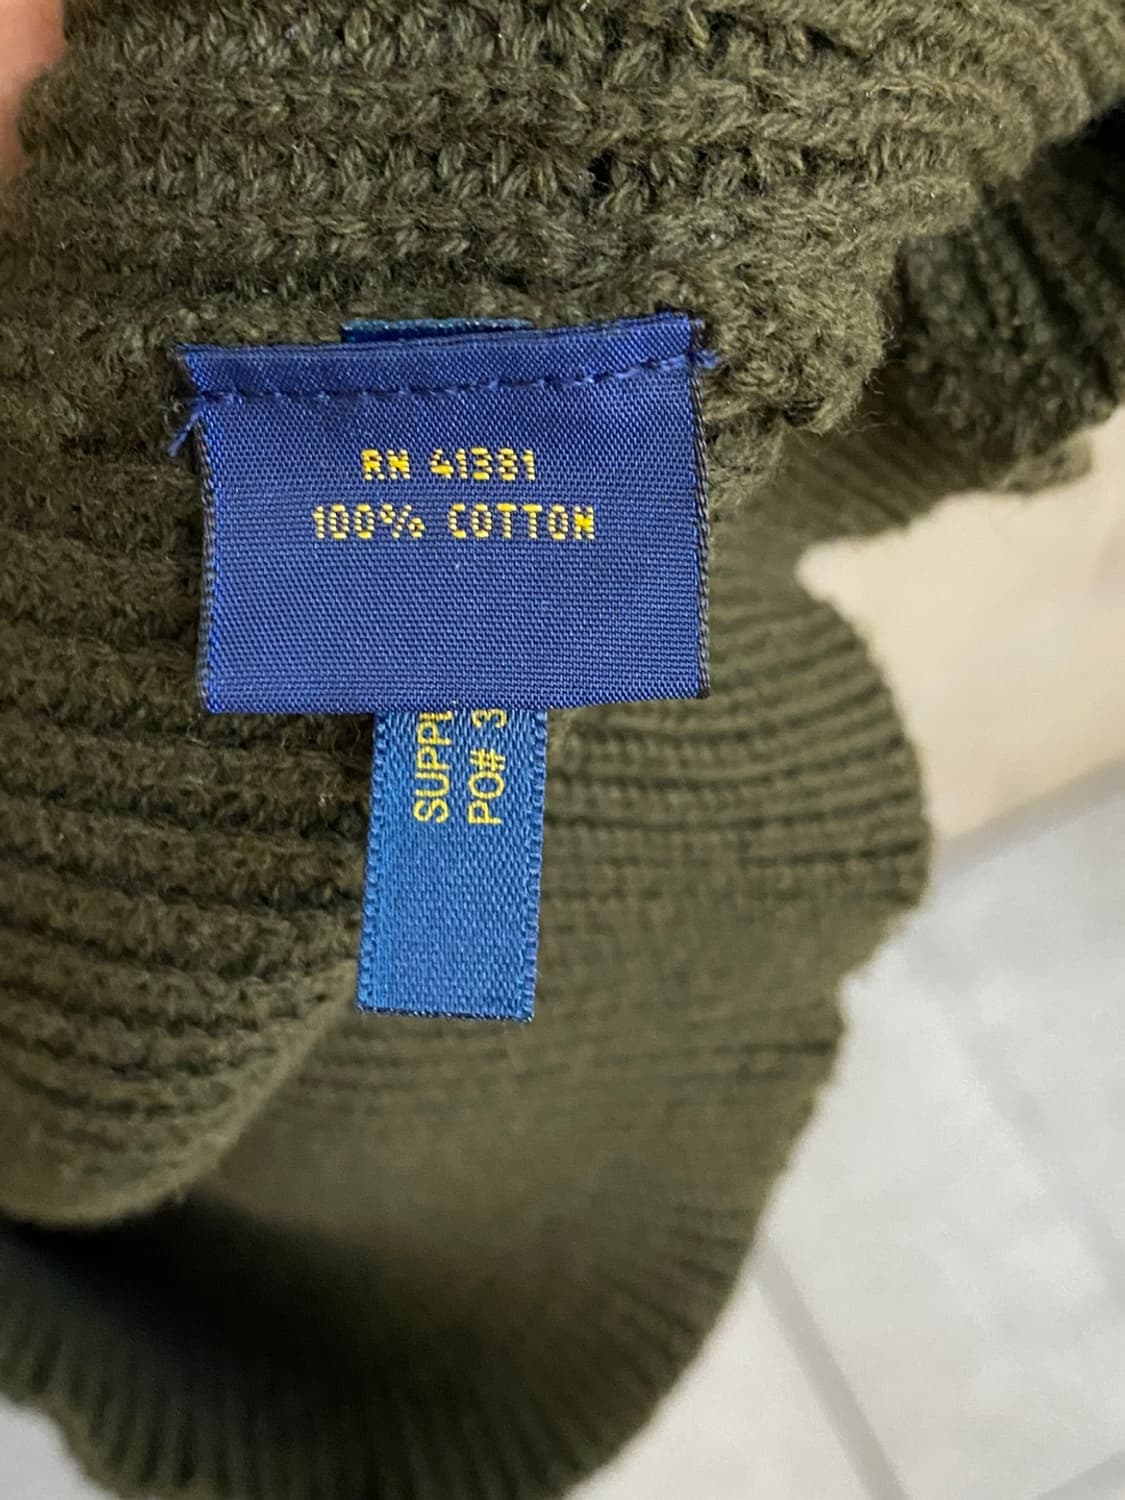 RN 41381
100% COTTON
SUPPL
PO# 3